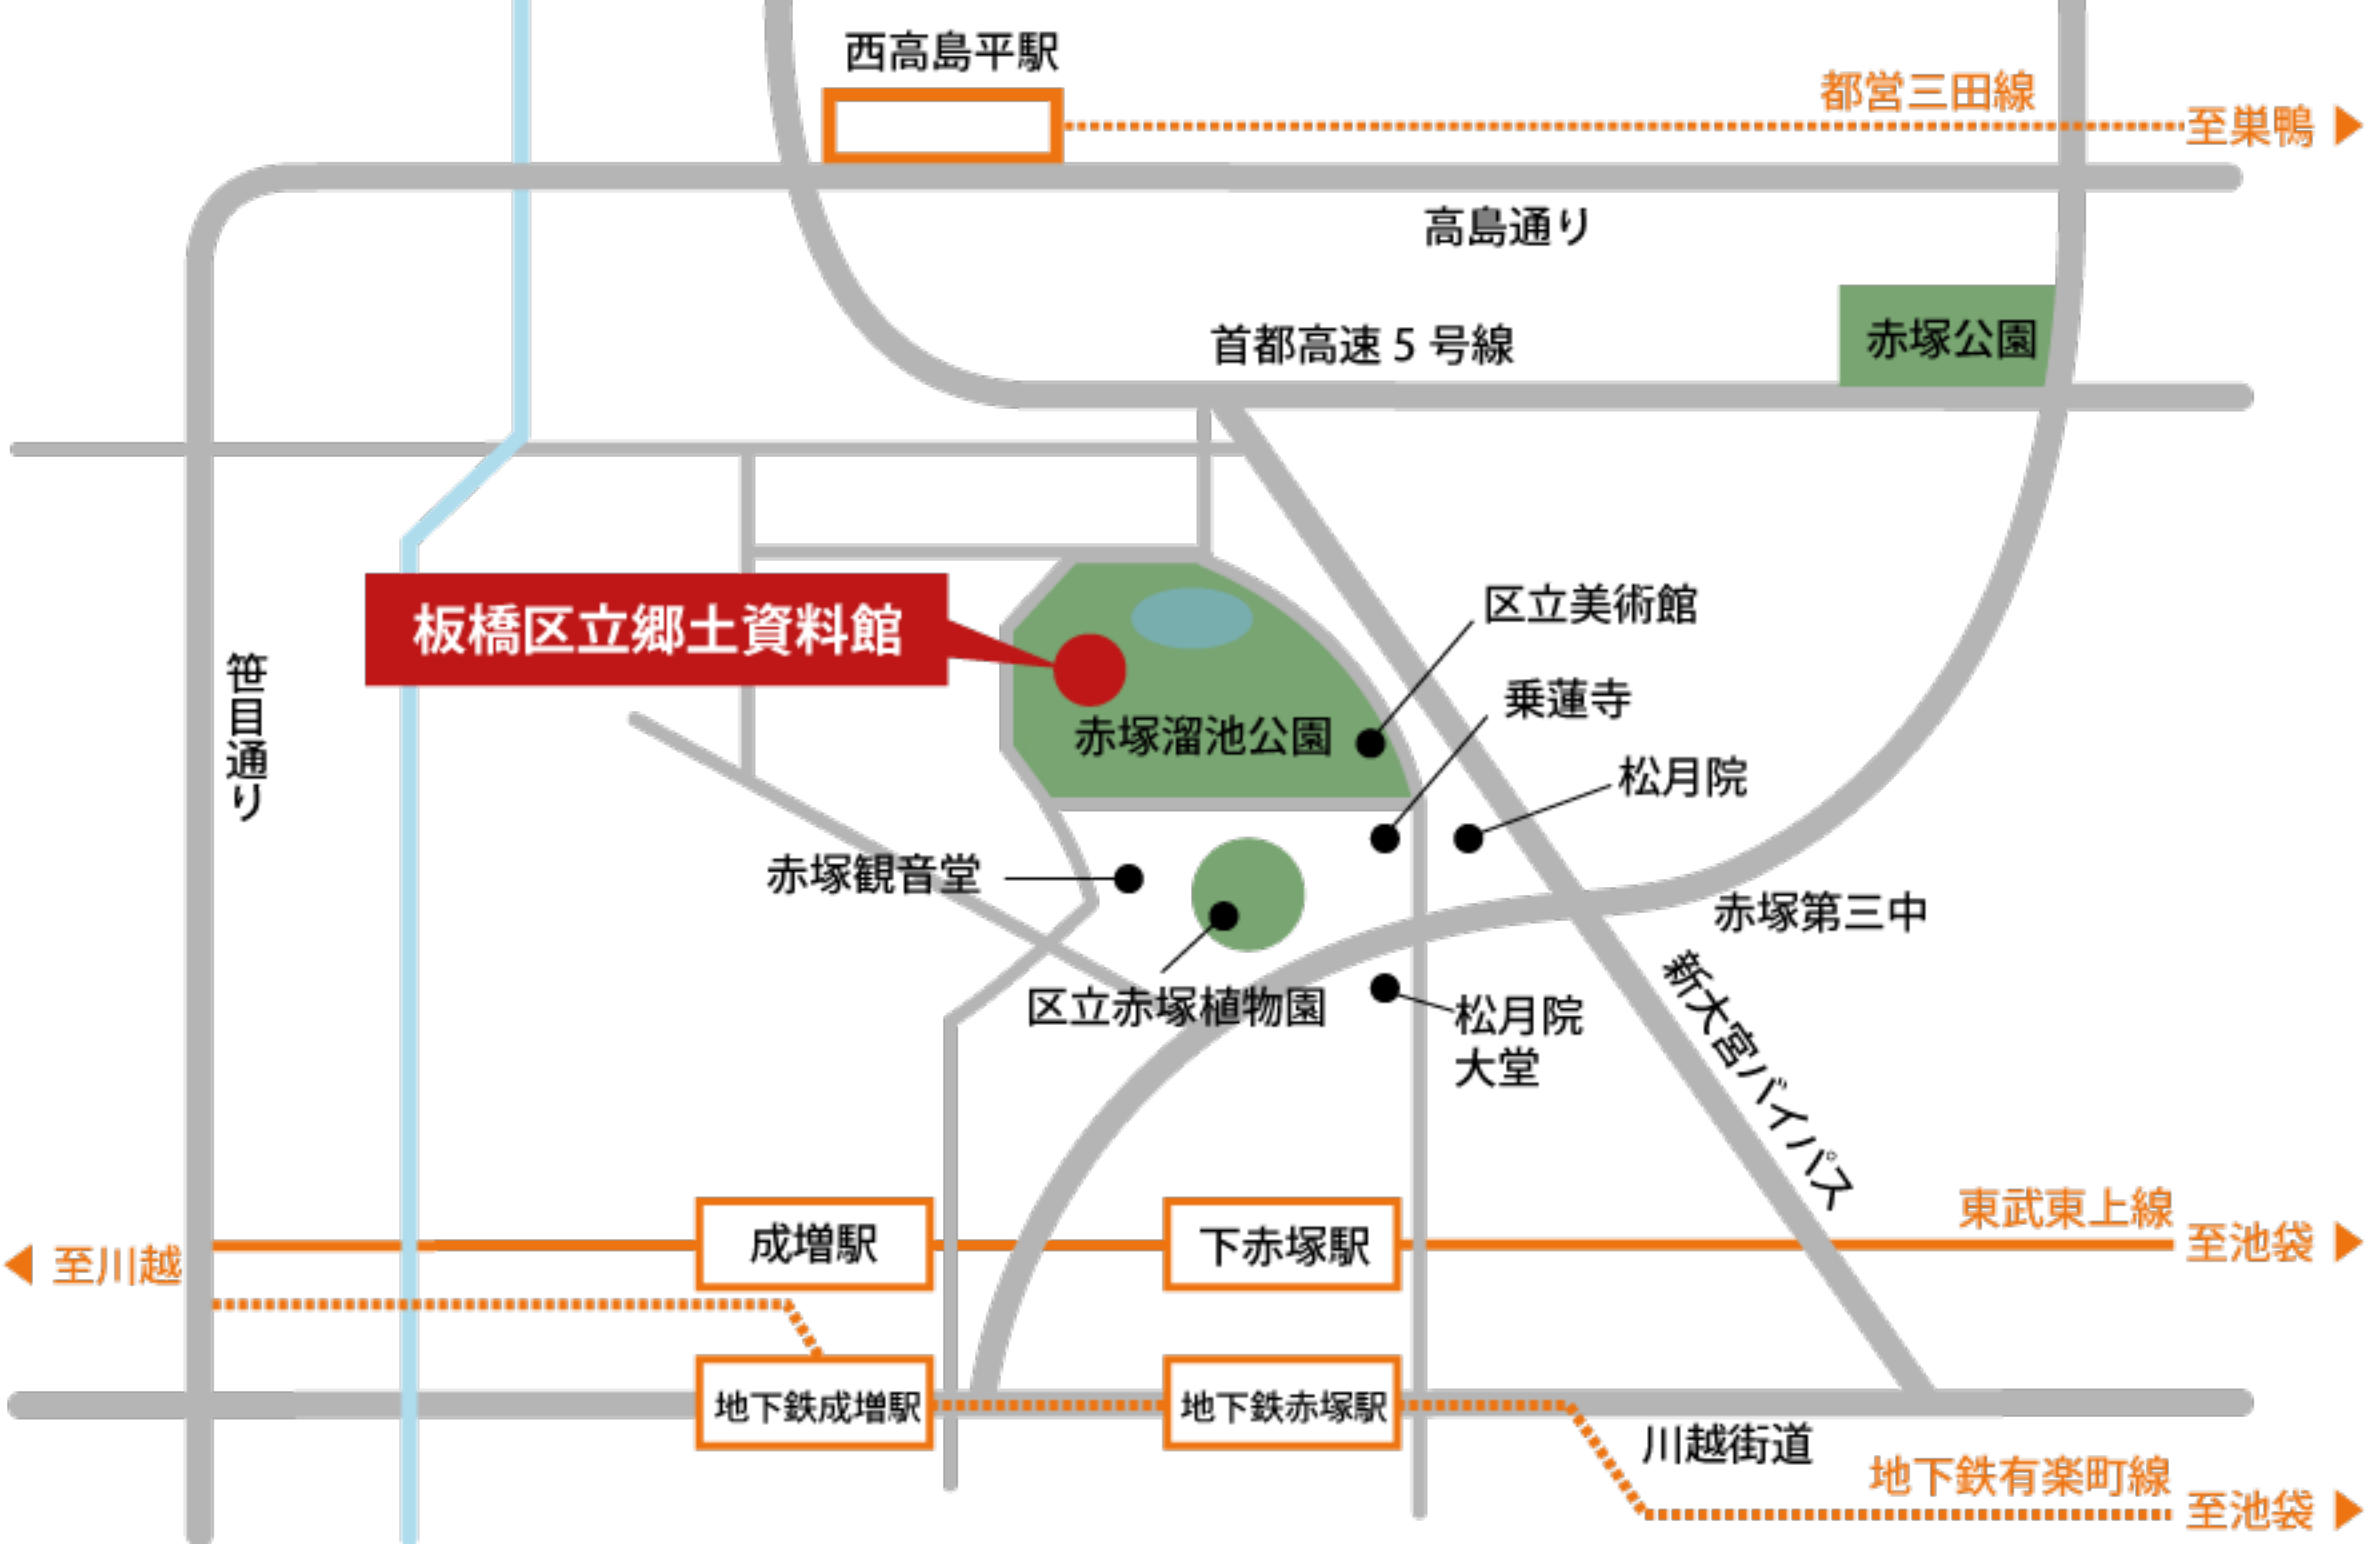 西高島平駅
都営三田線
至巣鴨
高島通り
首都高速5号線
赤塚公園
板橋区立郷土資料館
区立美術館
笹目通り
乗蓮寺
赤塚溜池公園
松月院
赤塚観音堂
赤塚第三中
区立赤塚植物園
松月院
大堂
新大宮バイパス
東武東上線
成増駅
下赤塚駅
至池袋
至川越
地下鉄成増駅
地下鉄赤塚駅
川越街道
地下鉄有楽町線
至池袋